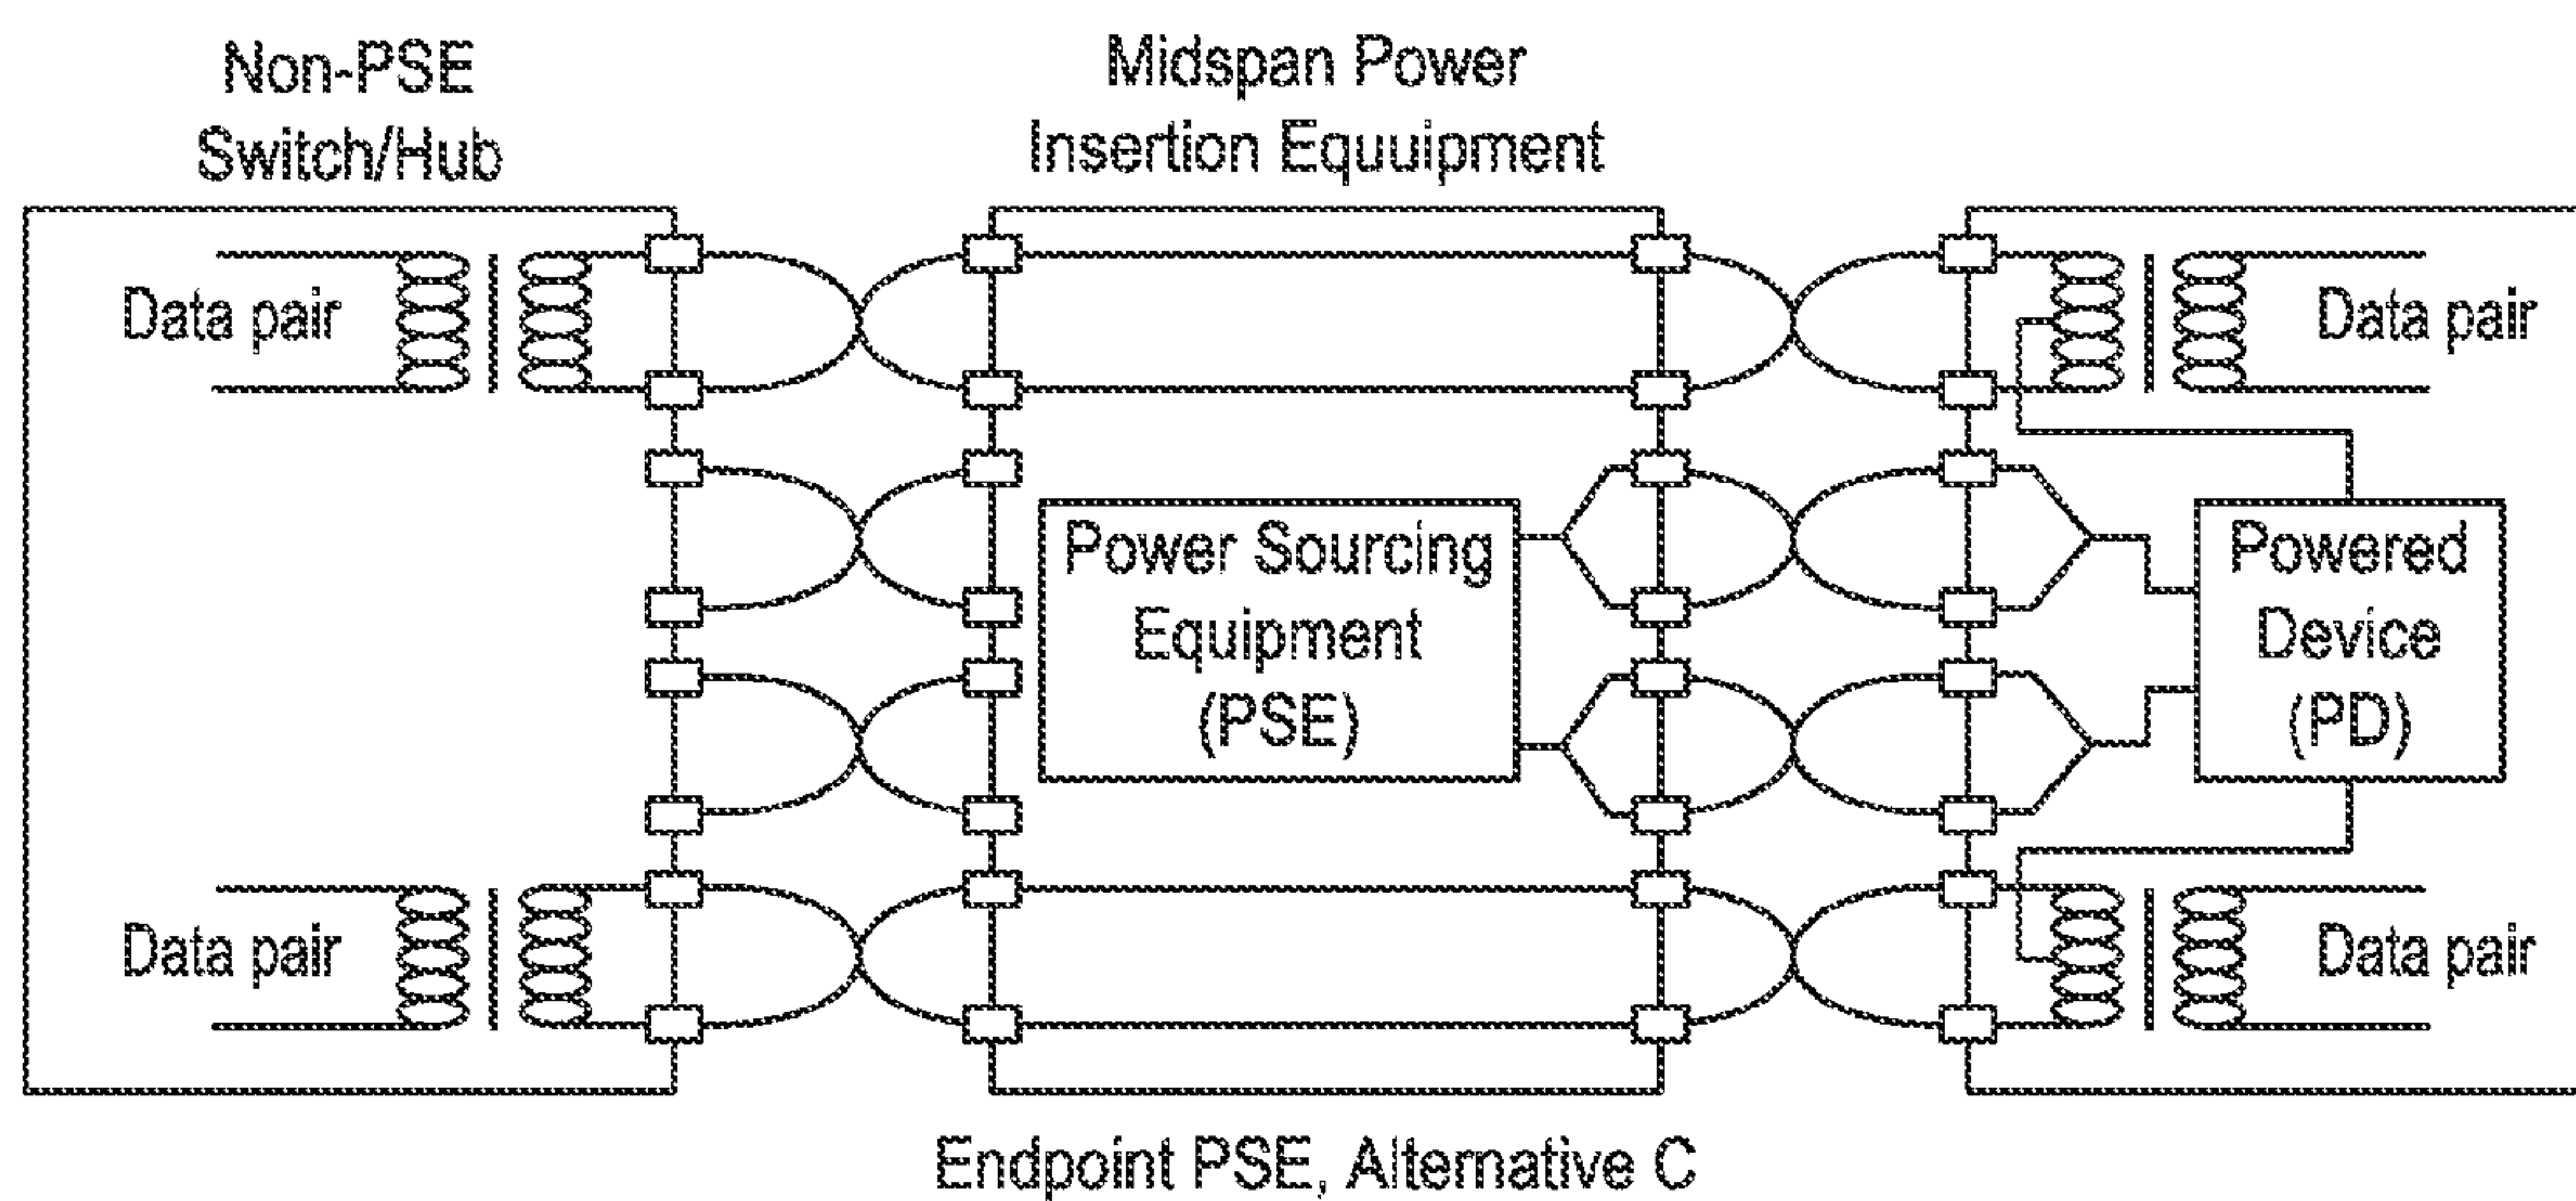 Non-PSE
Switch/Hub
Midspan Power
Insertion Equuipment
Data pair
Data pair
Power Sourcing
Equipment
(PSE)
Powered
Device
(PD)
Data pair
Data pair
Endpoint PSE, Alternative C